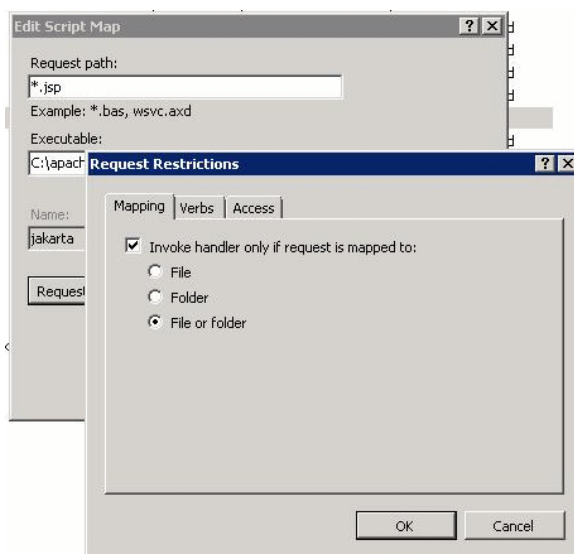 Edit Script Map
Request path:
*.jsp
Example: *.bas, wsvc.axd
Executable:
C:\apach
Name:
jakarta
Request
Request Restrictions
Mapping Verbs Access
Invoke handler only if request is mapped to:
File
Folder
File or folder
OK Cancel